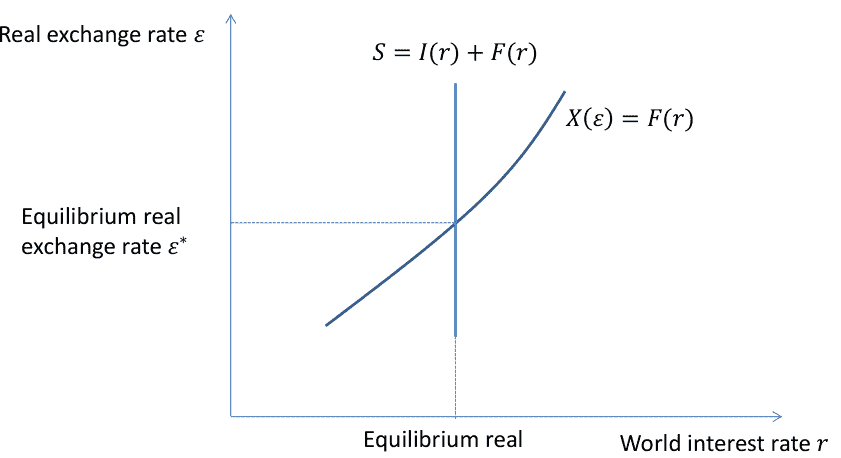 Real exchange rate ε
S = I(r) + F(r)
X(ε) = F(r)
Equilibrium real
exchange rate ε*
Equilibrium real
World interest rate r